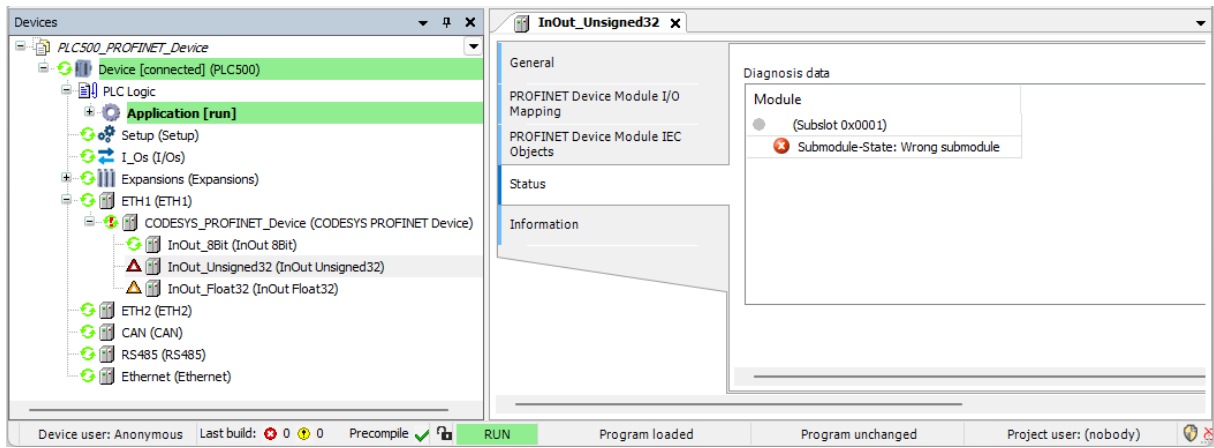 Devices
PLC500_PROFINET_Device
Device [connected] (PLC500)
PLC Logic
Application [run]
Setup (Setup)
I_Os (I/Os)
Expansions (Expansions)
ETH1 (ETH1)
CODESYS_PROFINET_Device (CODESYS PROFINET Device)
InOut_8Bit (InOut 8Bit)
InOut_Unsigned32 (InOut Unsigned32)
InOut_Float32 (InOut Float32)
ETH2 (ETH2)
CAN (CAN)
RS485 (RS485)
Ethernet (Ethernet)
InOut_Unsigned32
General
PROFINET Device Module I/O
Mapping
PROFINET Device Module IEC
Objects
Status
Information
Diagnosis data
Module
(Subslot 0x0001)
Submodule-State: Wrong submodule
Device user: Anonymous Last build: 0 0 Precompile RUN Program loaded Program unchanged Project user: (nobody)